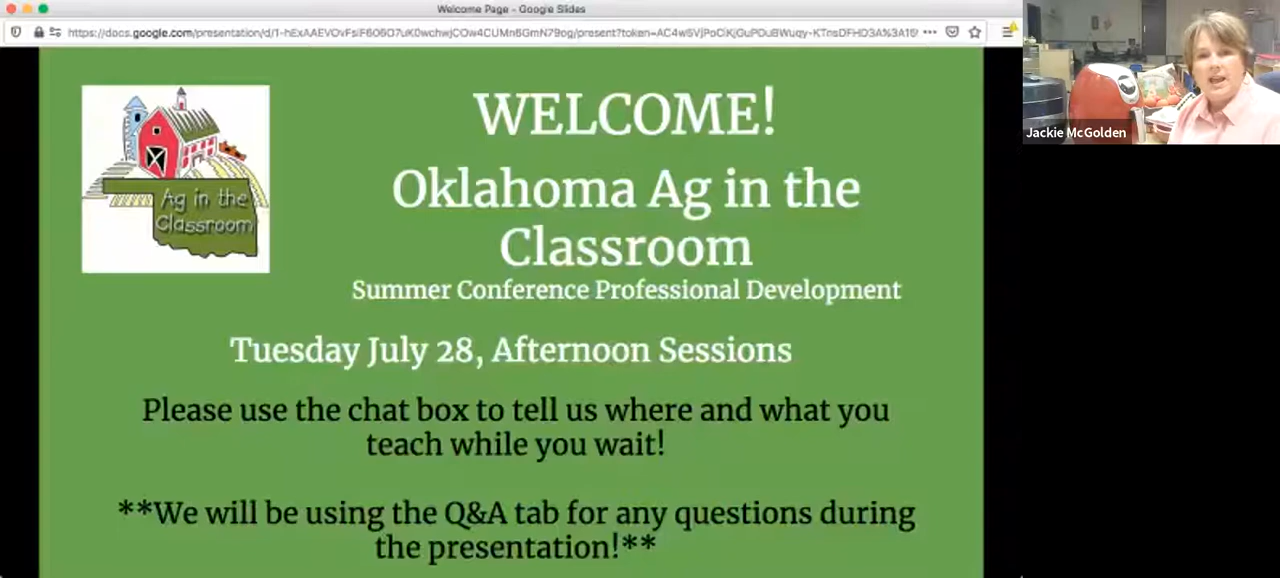 Welcome Page - Google Slides
WELCOME!
Oklahoma Ag in the
Classroom
Summer Conference Professional Development
Tuesday July 28, Afternoon Sessions
Please use the chat box to tell us where and what you
teach while you wait!
**We will be using the Q&A tab for any questions during
the presentation!**
Ag in the
Classroom
Jackie McGolden